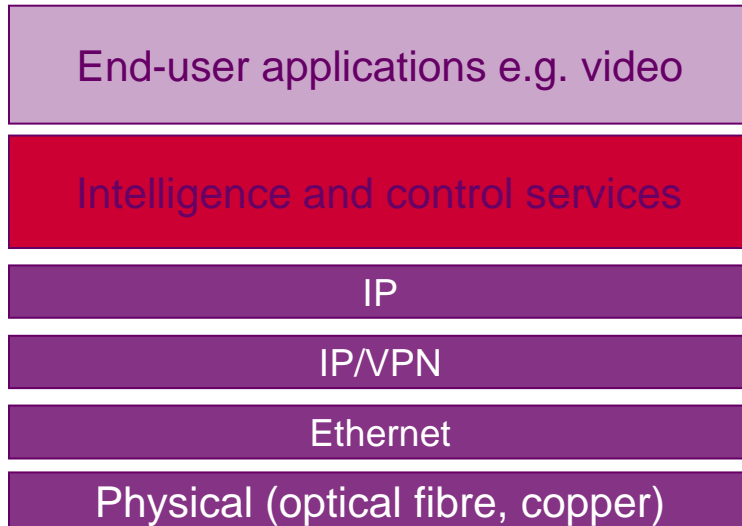 End-user applications e.g. video
Intelligence and control services
IP
IP/VPN
Ethernet
Physical (optical fibre, copper)